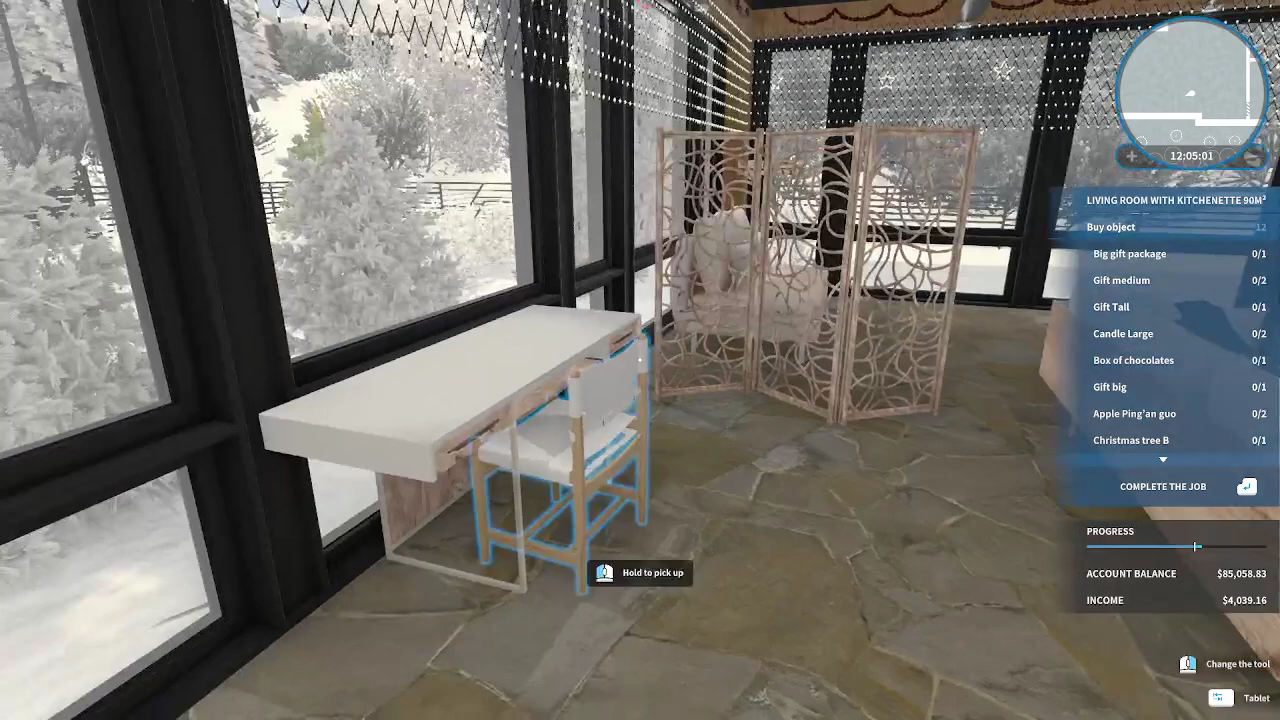 12:05:01
LIVING ROOM WITH KITCHENETTE 90M²
Buy object 12
Big gift package 0/1
Gift medium 0/2
Gift Tall 0/1
Candle Large 0/2
Box of chocolates 0/1
Gift big 0/1
Apple Ping'an guo 0/2
Christmas tree B 0/1
COMPLETE THE JOB
Hold to pick up
PROGRESS
ACCOUNT BALANCE $85,058.83
INCOME $4,039.16
Change the tool
Tablet